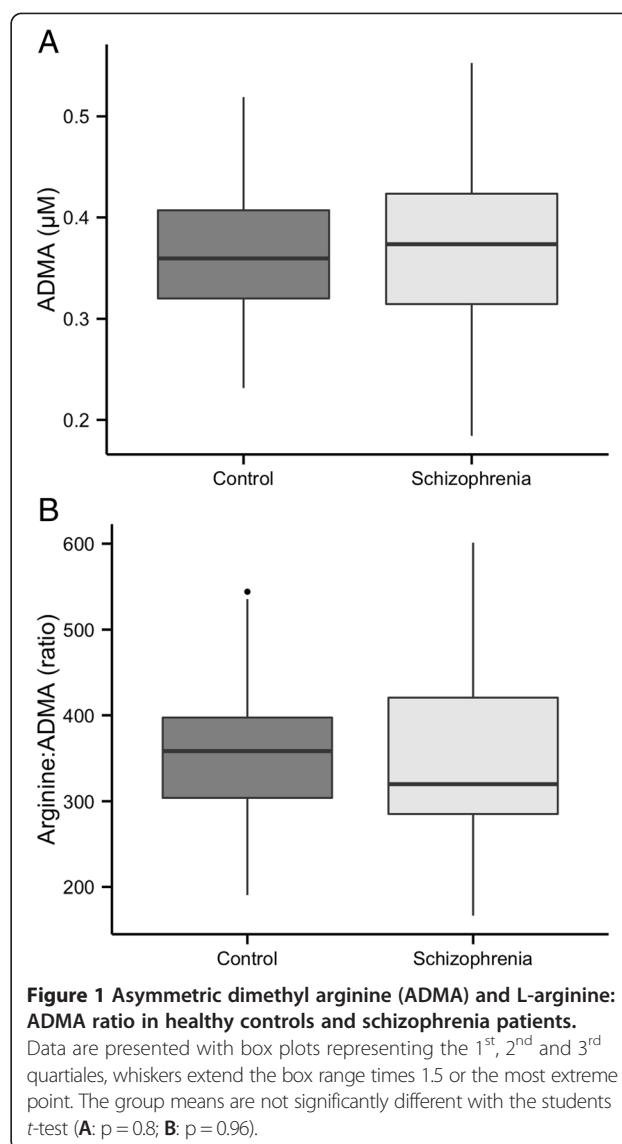 A
0.5
0.4
0.3
0.2
ADMA (μM)
Control Schizophrenia
B
600
500
400
300
200
Arginine:ADMA (ratio)
Control Schizophrenia
Figure 1 Asymmetric dimethyl arginine (ADMA) and L-arginine:
ADMA ratio in healthy controls and schizophrenia patients.
Data are presented with box plots representing the 1st, 2nd and 3rd
quartiales, whiskers extend the box range times 1.5 or the most extreme
point. The group means are not significantly different with the students
t-test (A: p = 0.8; B: p = 0.96).